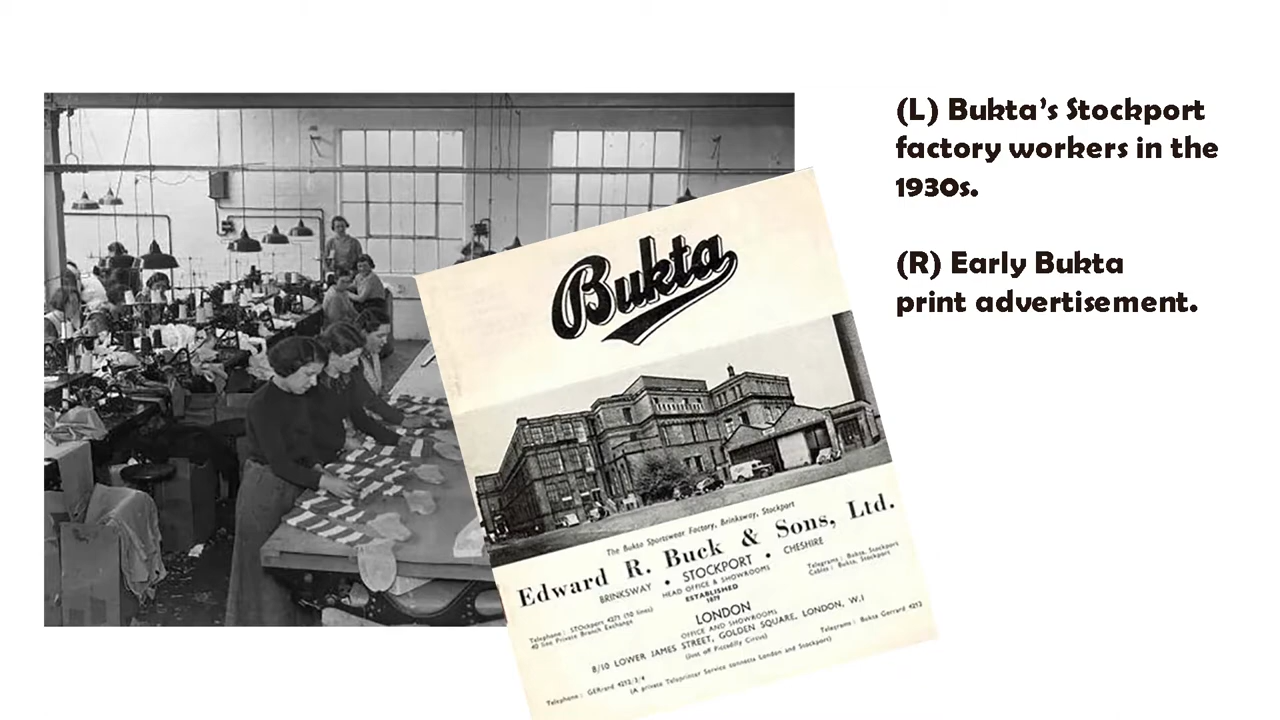 (L) Bukta's Stockport
factory workers in the
1930s.
(R) Early Bukta
print advertisement.
Bukta
The Bukta Sportswear Factory, Brinksway, Stockport
Edward R. Buck & Sons, Ltd.
BRINKSWAY • STOCKPORT • CHESHIRE
HEAD OFFICE & SHOWROOMS
ESTABLISHED
1879
Telephone: STOckport 4271 (10 lines)
40 line Private Branch Exchange
Telegrams: Bukta, Stockport
Cables: Bukta, Stockport
LONDON
OFFICE AND SHOWROOMS
8/10 LOWER JAMES STREET, GOLDEN SQUARE, LONDON, W.1
(Just off Piccadilly Circus)
Telephone: GERrard 4212/3/4
Telegrams: Bukta Gerrard 4212
(A private Teleprinter Service connects London and Stockport)